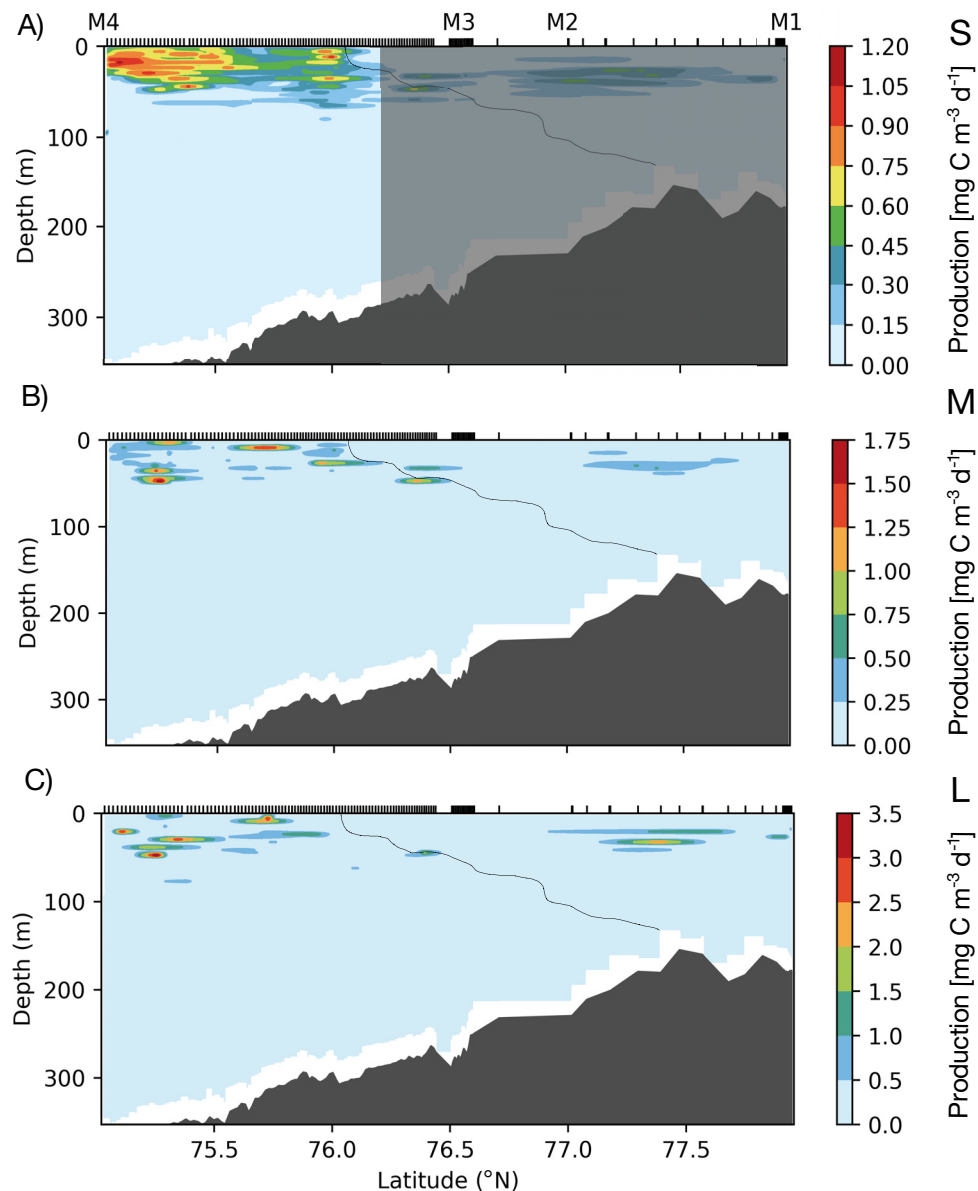 A)
M4 M3 M2 M1
S
0
100
200
300
Depth (m)
1.20
1.05
0.90
0.75
0.60
0.45
0.30
0.15
0.00
Production [mg C m⁻³ d⁻¹]
B)
M
0
100
200
300
Depth (m)
1.75
1.50
1.25
1.00
0.75
0.50
0.25
0.00
Production [mg C m⁻³ d⁻¹]
C)
L
0
100
200
300
Depth (m)
3.5
3.0
2.5
2.0
1.5
1.0
0.5
0.0
Production [mg C m⁻³ d⁻¹]
75.5 76.0 76.5 77.0 77.5
Latitude (°N)